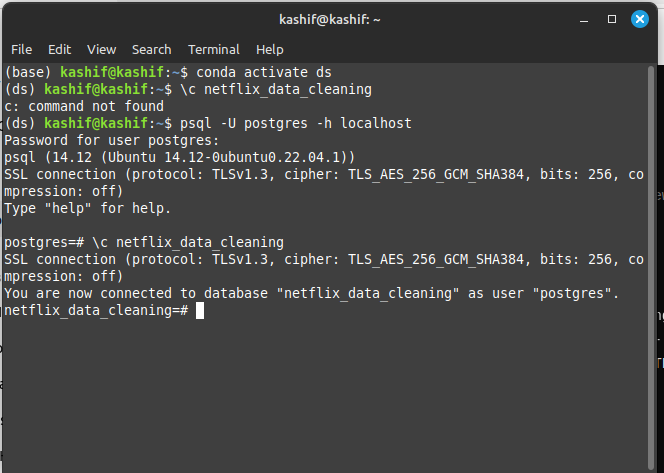 kashif@kashif: ~
File Edit View Search Terminal Help
(base) kashif@kashif:~$ conda activate ds
(ds) kashif@kashif:~$ \c netflix_data_cleaning
c: command not found
(ds) kashif@kashif:~$ psql -U postgres -h localhost
Password for user postgres:
psql (14.12 (Ubuntu 14.12-0ubuntu0.22.04.1))
SSL connection (protocol: TLSv1.3, cipher: TLS_AES_256_GCM_SHA384, bits: 256, co
mpression: off)
Type "help" for help.
postgres=# \c netflix_data_cleaning
SSL connection (protocol: TLSv1.3, cipher: TLS_AES_256_GCM_SHA384, bits: 256, co
mpression: off)
You are now connected to database "netflix_data_cleaning" as user "postgres".
netflix_data_cleaning=#